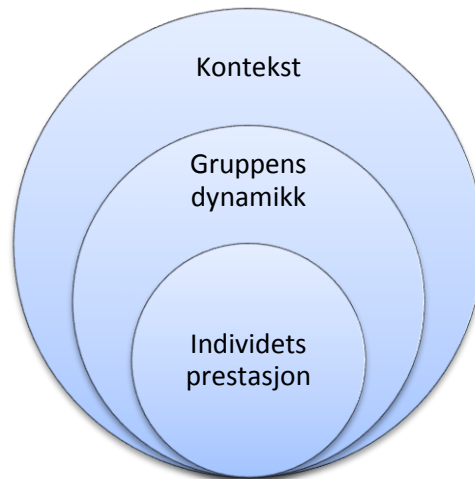 Kontekst
Gruppens
dynamikk
Individets
prestasjon